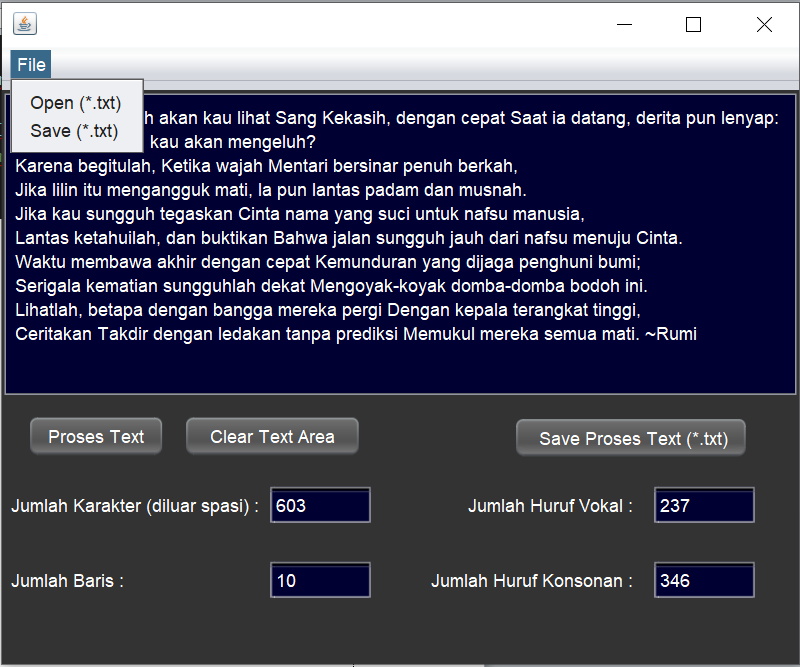 File
Open (*.txt)
Save (*.txt)
h akan kau lihat Sang Kekasih, dengan cepat Saat ia datang, derita pun lenyap:
kau akan mengeluh?
Karena begitulah, Ketika wajah Mentari bersinar penuh berkah,
Jika lilin itu mengangguk mati, Ia pun lantas padam dan musnah.
Jika kau sungguh tegaskan Cinta nama yang suci untuk nafsu manusia,
Lantas ketahuilah, dan buktikan Bahwa jalan sungguh jauh dari nafsu menuju Cinta.
Waktu membawa akhir dengan cepat Kemunduran yang dijaga penghuni bumi;
Serigala kematian sungguhlah dekat Mengoyak-koyak domba-domba bodoh ini.
Lihatlah, betapa dengan bangga mereka pergi Dengan kepala terangkat tinggi,
Ceritakan Takdir dengan ledakan tanpa prediksi Memukul mereka semua mati. ~Rumi
Proses Text
Clear Text Area
Save Proses Text (*.txt)
Jumlah Karakter (diluar spasi) : 603
Jumlah Huruf Vokal : 237
Jumlah Baris : 10
Jumlah Huruf Konsonan : 346